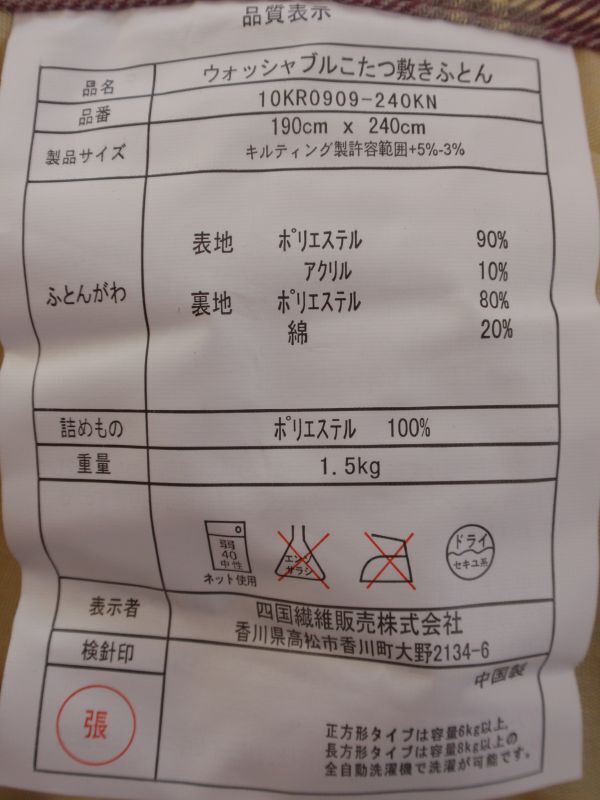 品質表示
品名 ウォッシャブルこたつ敷きふとん
品番 10KR0909-240KN
製品サイズ 190cm x 240cm
キルティング製許容範囲+5%-3%
ふとんがわ
表地 ポリエステル 90%
アクリル 10%
裏地 ポリエステル 80%
綿 20%
詰めもの ポリエステル 100%
重量 1.5kg
弱
40
中性
ネット使用
エンソ
サラシ
ドライ
セキユ系
表示者 四国繊維販売株式会社
香川県高松市香川町大野2134-6
検針印
中国製
張
正方形タイプは容量6kg以上、
長方形タイプは容量8kg以上の
全自動洗濯機で洗濯が可能です。